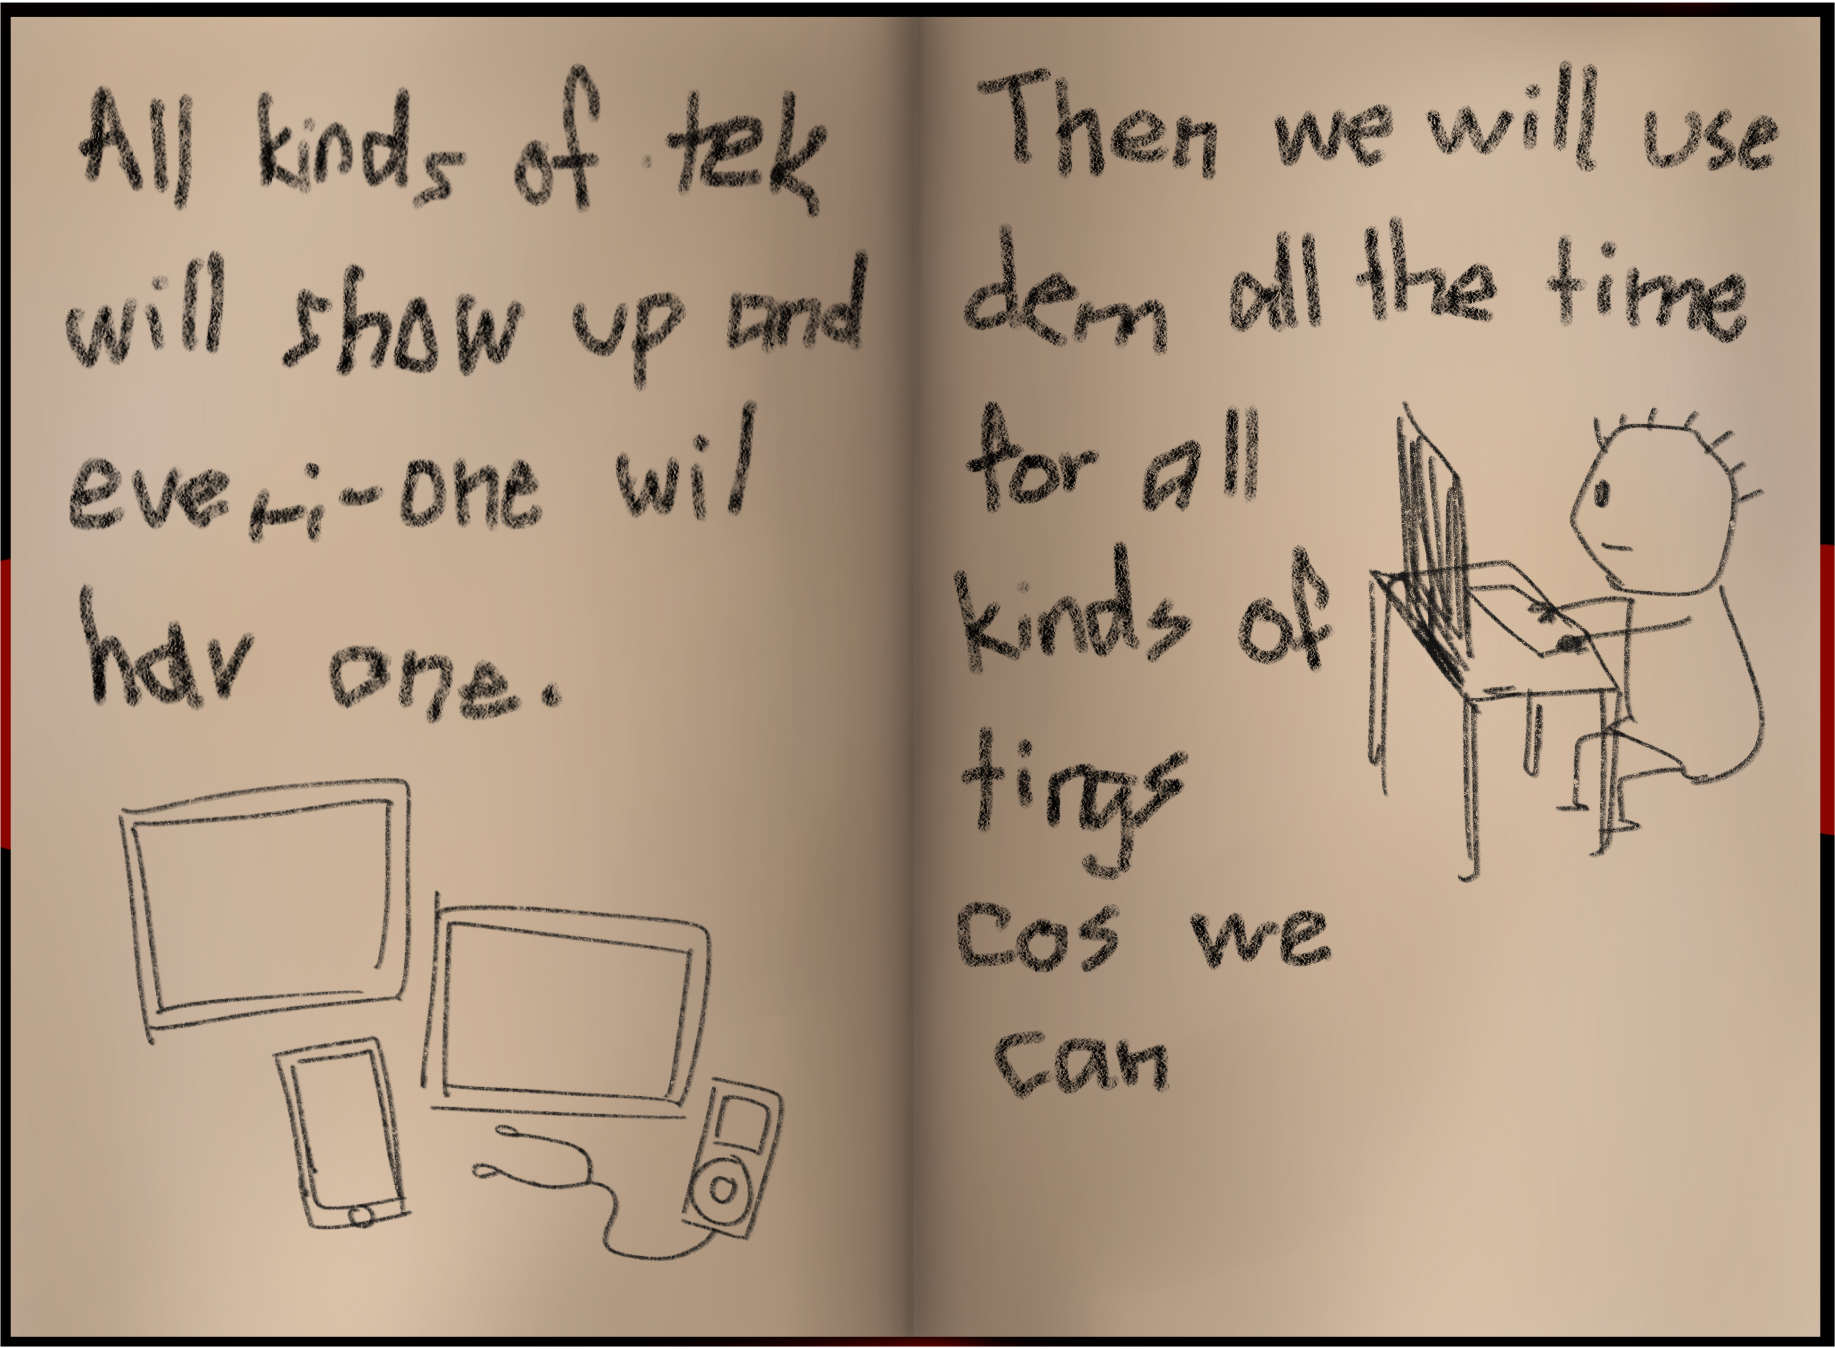 All kinds of tek
will show up and
everi-one wil
hav one.
Then we will use
dem all the time
for all
kinds of
tings
cos we
can